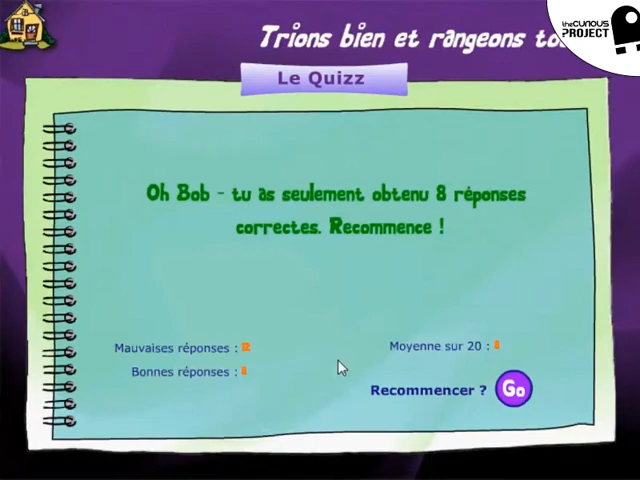 Trions bien et rangeons
theCURIOUS
PROJECT
Le Quizz
Oh Bob - tu as seulement obtenu 8 réponses
correctes. Recommence !
Mauvaises réponses : 12
Moyenne sur 20 : 8
Bonnes réponses : 8
Recommencer ? Go